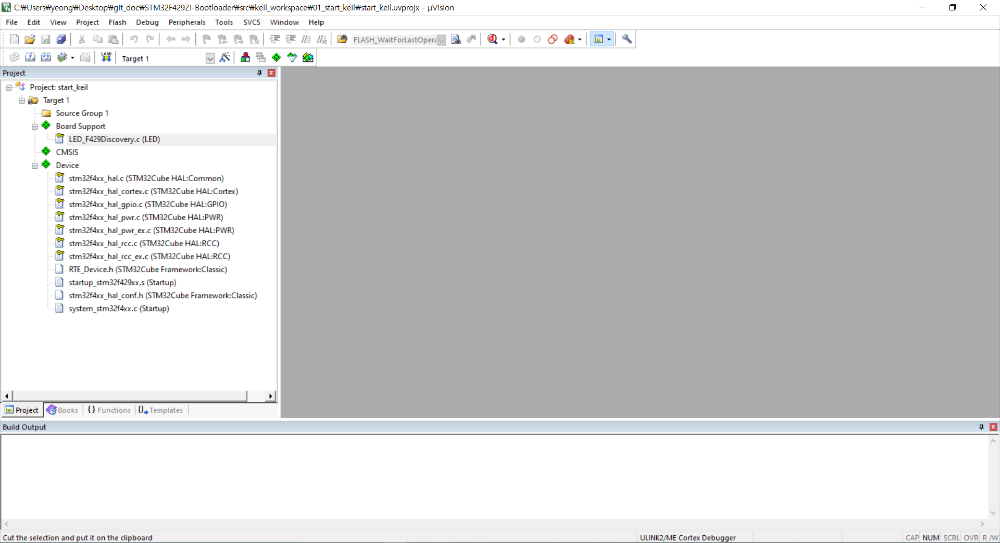 C:₩Users₩yeong₩Desktop₩git_doc₩STM32F429ZI-Bootloader₩src₩keil_workspace₩01_start_keil₩start_keil.uvprojx - µVision
File Edit View Project Flash Debug Peripherals Tools SVCS Window Help
FLASH_WaitForLastOpera
LOAD Target 1
Project
Project: start_keil
Target 1
Source Group 1
Board Support
LED_F429Discovery.c (LED)
CMSIS
Device
stm32f4xx_hal.c (STM32Cube HAL:Common)
stm32f4xx_hal_cortex.c (STM32Cube HAL:Cortex)
stm32f4xx_hal_gpio.c (STM32Cube HAL:GPIO)
stm32f4xx_hal_pwr.c (STM32Cube HAL:PWR)
stm32f4xx_hal_pwr_ex.c (STM32Cube HAL:PWR)
stm32f4xx_hal_rcc.c (STM32Cube HAL:RCC)
stm32f4xx_hal_rcc_ex.c (STM32Cube HAL:RCC)
RTE_Device.h (STM32Cube Framework:Classic)
startup_stm32f429xx.s (Startup)
stm32f4xx_hal_conf.h (STM32Cube Framework:Classic)
system_stm32f4xx.c (Startup)
Project Books {} Functions Templates
Build Output
Cut the selection and put it on the clipboard ULINK2/ME Cortex Debugger CAP NUM SCRL OVR R/W